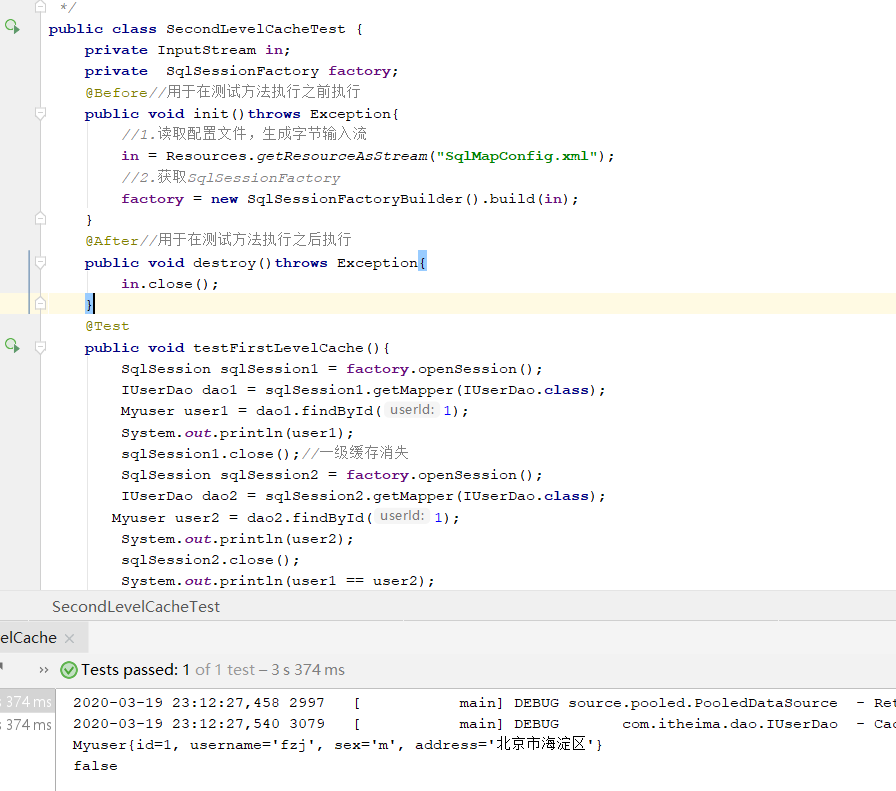 */
public class SecondLevelCacheTest {
private InputStream in;
private  SqlSessionFactory factory;
@Before//用于在测试方法执行之前执行
public void init()throws Exception{
//1.读取配置文件，生成字节输入流
in = Resources.getResourceAsStream("SqlMapConfig.xml");
//2.获取SqlSessionFactory
factory = new SqlSessionFactoryBuilder().build(in);
}
@After//用于在测试方法执行之后执行
public void destroy()throws Exception{
in.close();
}
@Test
public void testFirstLevelCache(){
SqlSession sqlSession1 = factory.openSession();
IUserDao dao1 = sqlSession1.getMapper(IUserDao.class);
Myuser user1 = dao1.findById( userId: 1);
System.out.println(user1);
sqlSession1.close();//一级缓存消失
SqlSession sqlSession2 = factory.openSession();
IUserDao dao2 = sqlSession2.getMapper(IUserDao.class);
Myuser user2 = dao2.findById( userId: 1);
System.out.println(user2);
sqlSession2.close();
System.out.println(user1 == user2);
SecondLevelCacheTest
elCache ×
» Tests passed: 1 of 1 test – 3 s 374 ms
s 374 ms 2020-03-19 23:12:27,458 2997   [           main] DEBUG source.pooled.PooledDataSource  - Ret
s 374 ms 2020-03-19 23:12:27,540 3079   [           main] DEBUG       com.itheima.dao.IUserDao  - Cac
Myuser{id=1, username='fzj', sex='m', address='北京市海淀区'}
false